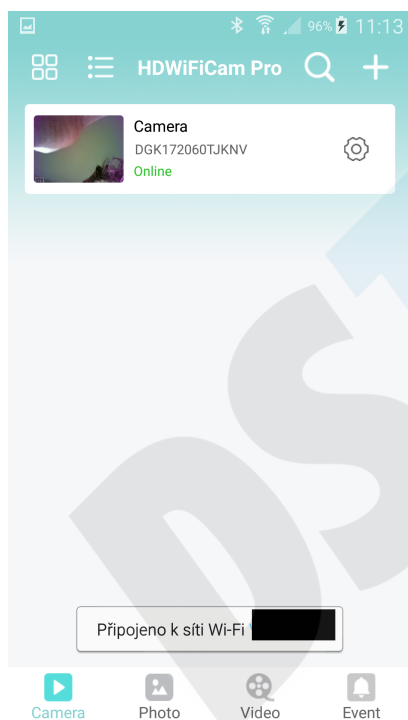 96% 11:13
HDWiFiCam Pro
Camera
DGK172060TJKNV
Online
Připojeno k síti Wi-Fi
Camera Photo Video Event